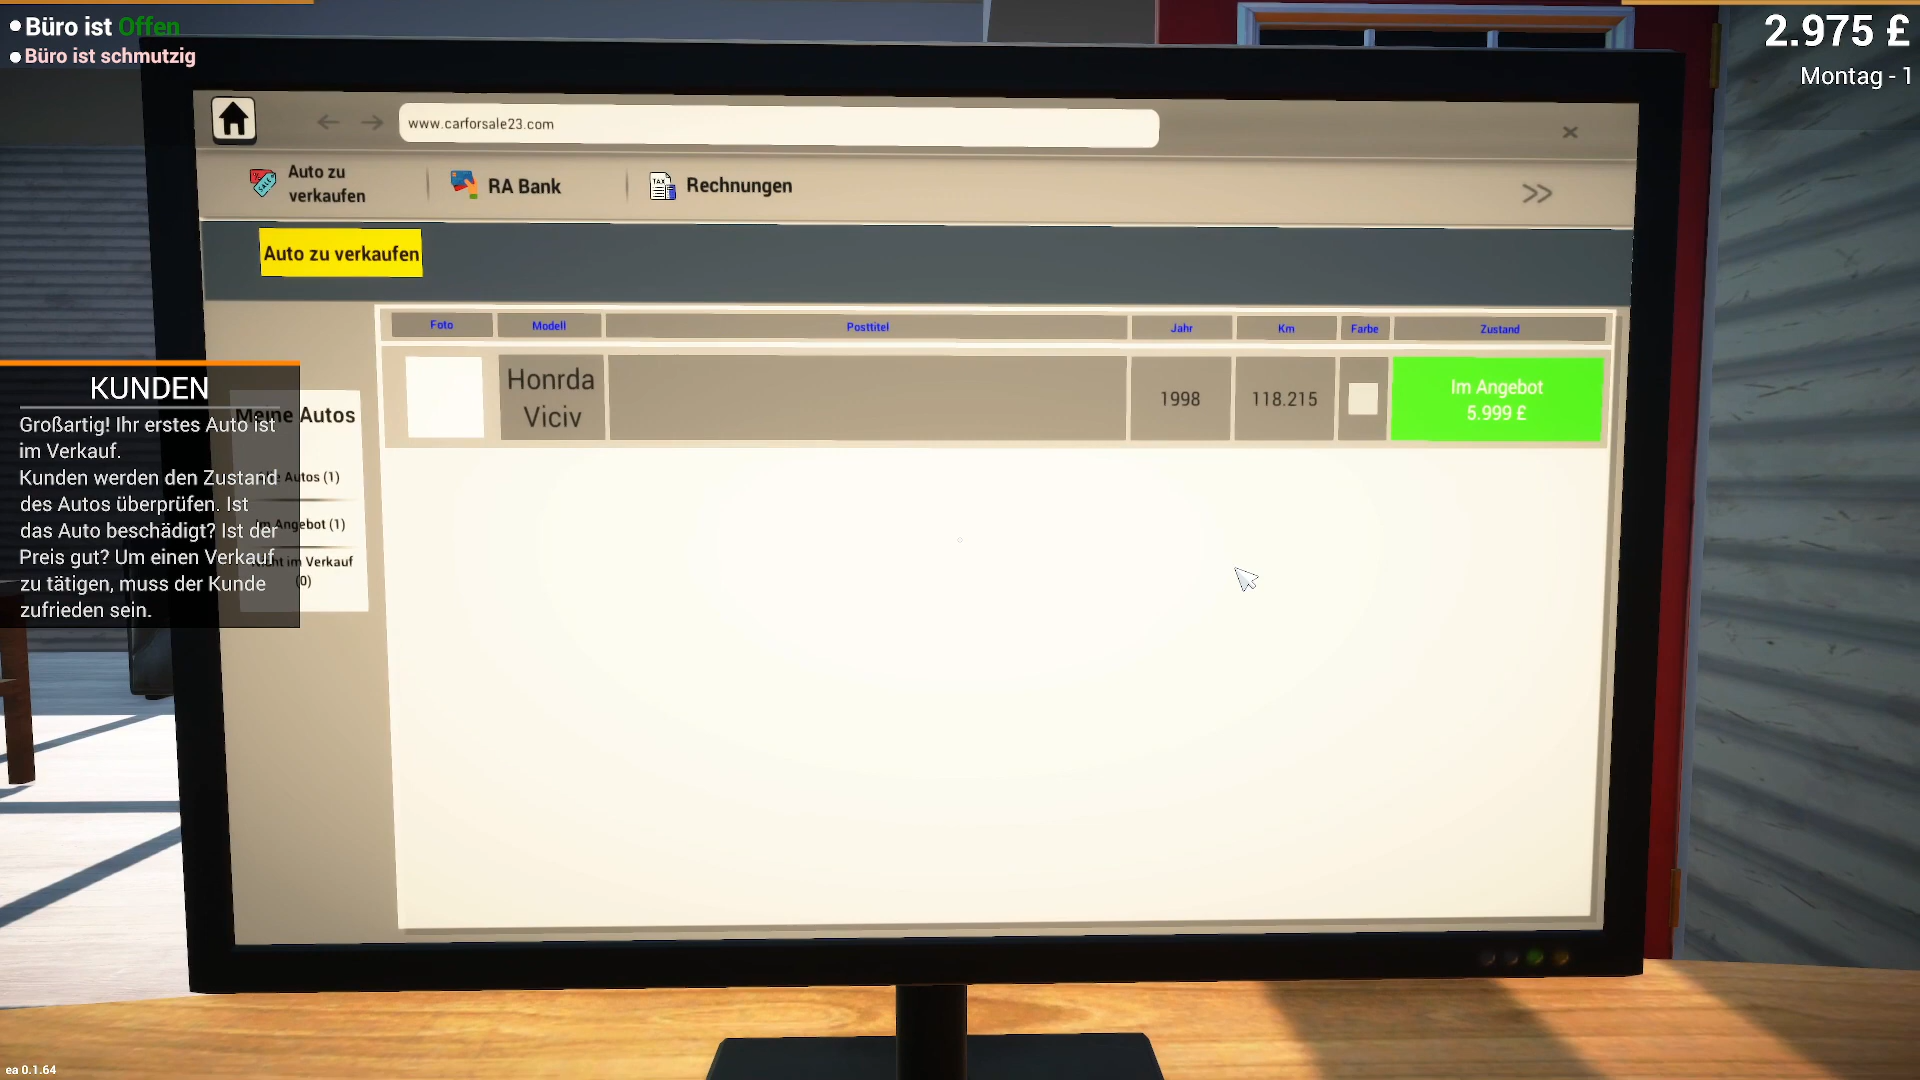 Büro ist Offen
Büro ist schmutzig
2.975 £
Montag - 1
www.carforsale23.com
Auto zu
verkaufen
RA Bank
Rechnungen
Auto zu verkaufen
Foto
Modell
Posttitel
Jahr
Km
Farbe
Zustand
Honrda
Viciv
1998
118.215
Im Angebot
5.999 £
KUNDEN
Großartig! Ihr erstes Auto ist
im Verkauf.
Kunden werden den Zustand
des Autos überprüfen. Ist
das Auto beschädigt? Ist der
Preis gut? Um einen Verkauf
zu tätigen, muss der Kunde
zufrieden sein.
Meine Autos
Autos (1)
Angebot (1)
im Verkauf
(0)
ea 0.1.64